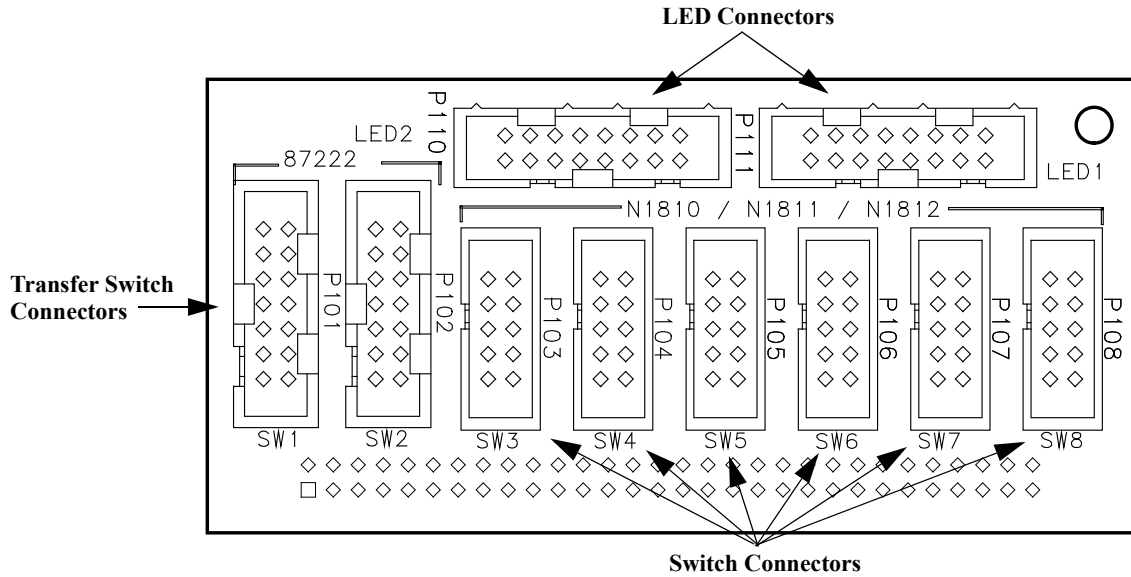 LED Connectors
P110
P111
LED2
87222
LED1
N1810 / N1811 / N1812
Transfer Switch
Connectors
P101
P102
P103
P104
P105
P106
P107
P108
SW1
SW2
SW3
SW4
SW5
SW6
SW7
SW8
Switch Connectors